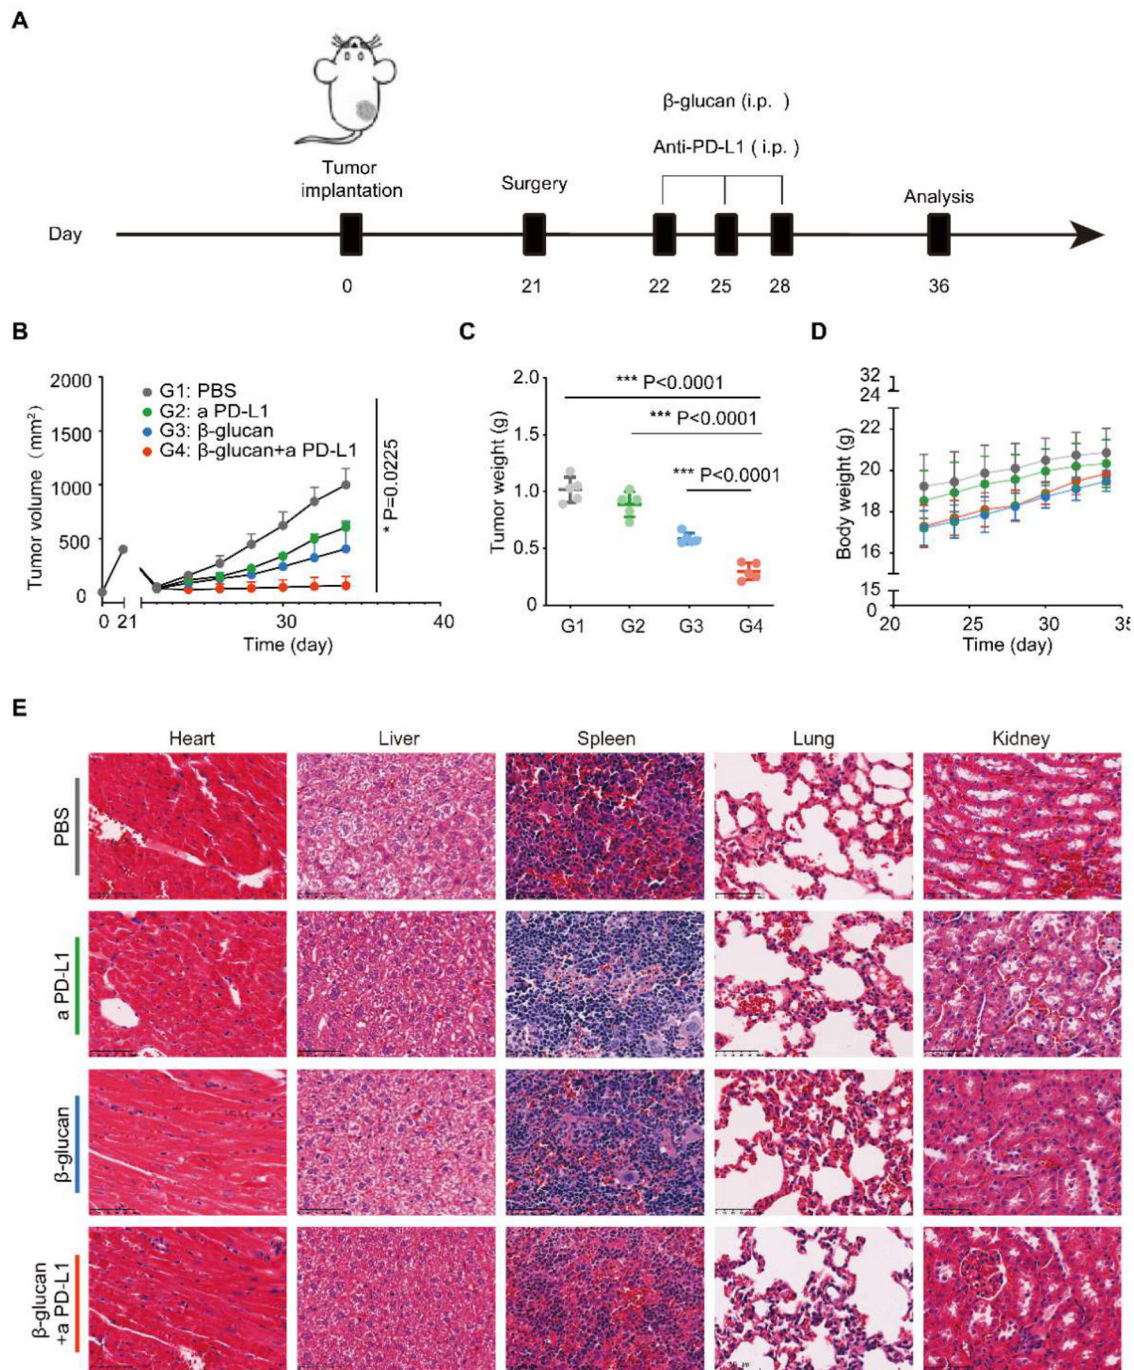 A
β-glucan (i.p. )
Anti-PD-L1 ( i.p. )
Tumor
implantation
Surgery
Analysis
Day
0
21
22
25
28
36
B
Tumor volume (mm²)
2000
1500
1000
500
0
G1: PBS
G2: a PD-L1
G3: β-glucan
G4: β-glucan+a PD-L1
* P=0.0225
0 21
30
40
Time (day)
C
Tumor weight (g)
2.0
1.5
1.0
0.5
0.0
*** P<0.0001
*** P<0.0001
*** P<0.0001
G1
G2
G3
G4
D
Body weight (g)
32
24
22
20
18
16
15
0
20
25
30
35
Time (day)
E
Heart
Liver
Spleen
Lung
Kidney
PBS
a PD-L1
β-glucan
β-glucan
+a PD-L1